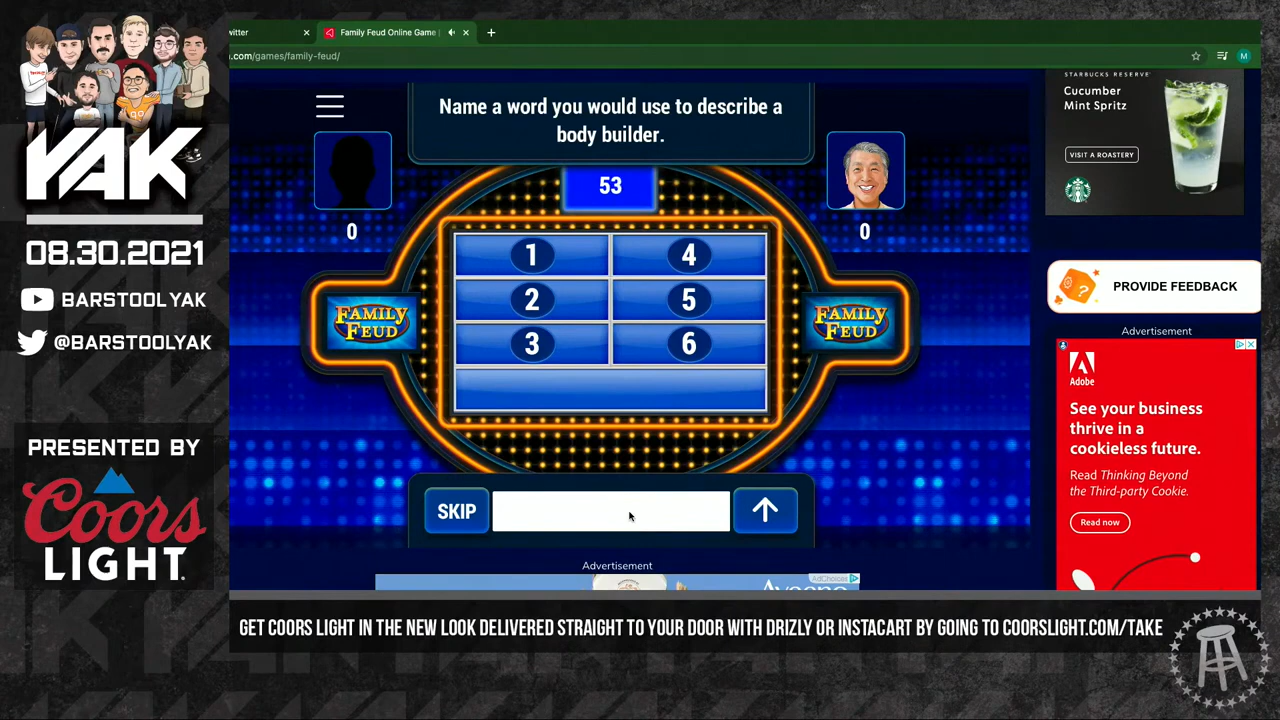 witter
Family Feud Online Game
.com/games/family-feud/
M
YAK
08.30.2021
BARSTOOLYAK
@BARSTOOLYAK
PRESENTED BY
Coors
LIGHT
Name a word you would use to describe a
body builder.
53
0
0
1
4
2
5
3
6
FAMILY
FEUD
FAMILY
FEUD
SKIP
Advertisement
AdChoices
Aveeno
STARBUCKS RESERVE
Cucumber
Mint Spritz
VISIT A ROASTERY
PROVIDE FEEDBACK
Advertisement
Adobe
See your business
thrive in a
cookieless future.
Read Thinking Beyond
the Third-party Cookie.
Read now
GET COORS LIGHT IN THE NEW LOOK DELIVERED STRAIGHT TO YOUR DOOR WITH DRIZLY OR INSTACART BY GOING TO COORSLIGHT.COM/TAKE